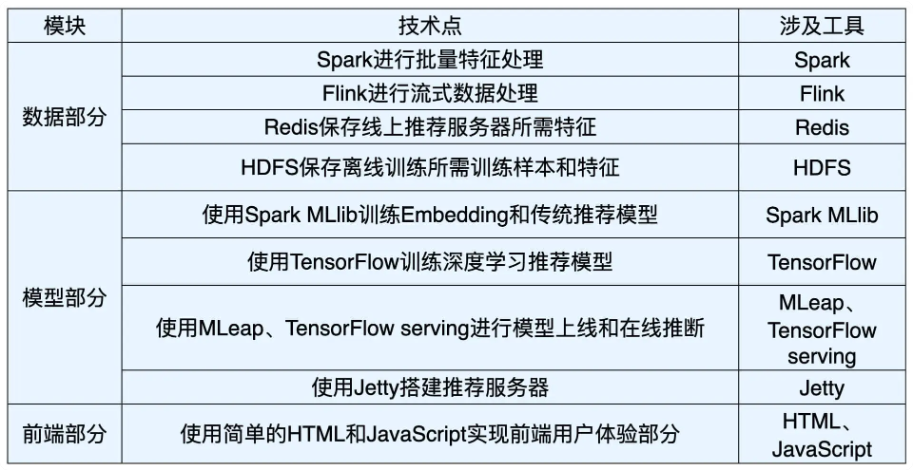 模块 技术点 涉及工具
数据部分
Spark进行批量特征处理 Spark
Flink进行流式数据处理 Flink
Redis保存线上推荐服务器所需特征 Redis
HDFS保存离线训练所需训练样本和特征 HDFS
模型部分
使用Spark MLlib训练Embedding和传统推荐模型 Spark MLlib
使用TensorFlow训练深度学习推荐模型 TensorFlow
使用MLeap、TensorFlow serving进行模型上线和在线推断
MLeap、
TensorFlow
serving
使用Jetty搭建推荐服务器 Jetty
前端部分
使用简单的HTML和JavaScript实现前端用户体验部分
HTML、
JavaScript